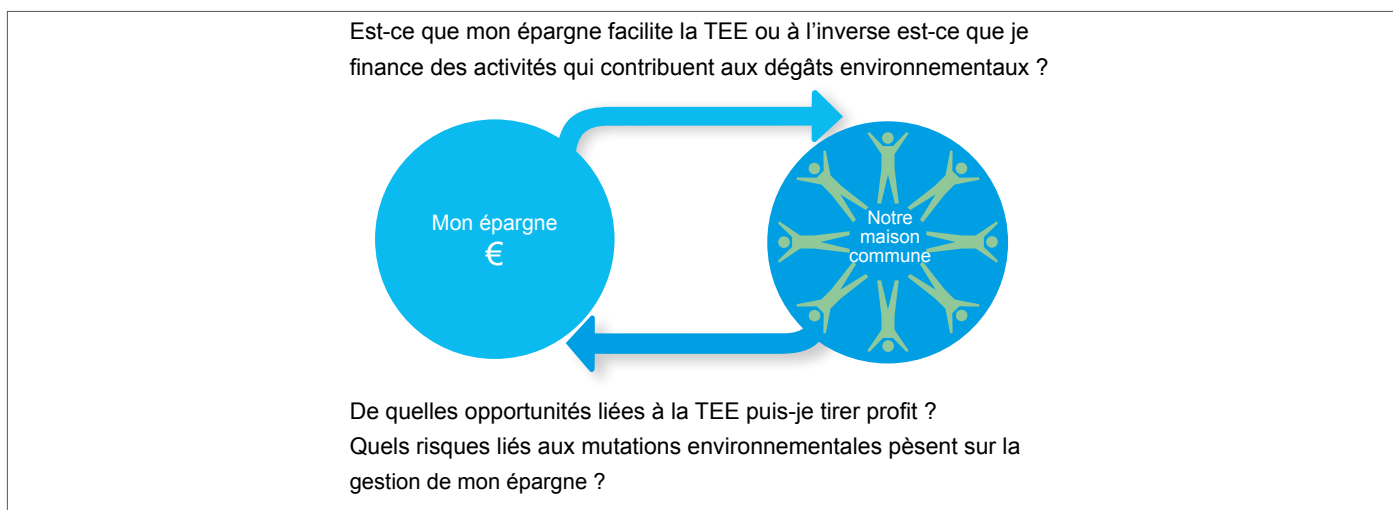 Est-ce que mon épargne facilite la TEE ou à l’inverse est-ce que je
finance des activités qui contribuent aux dégâts environnementaux ?
Mon épargne
€
Notre
maison
commune
De quelles opportunités liées à la TEE puis-je tirer profit ?
Quels risques liés aux mutations environnementales pèsent sur la
gestion de mon épargne ?